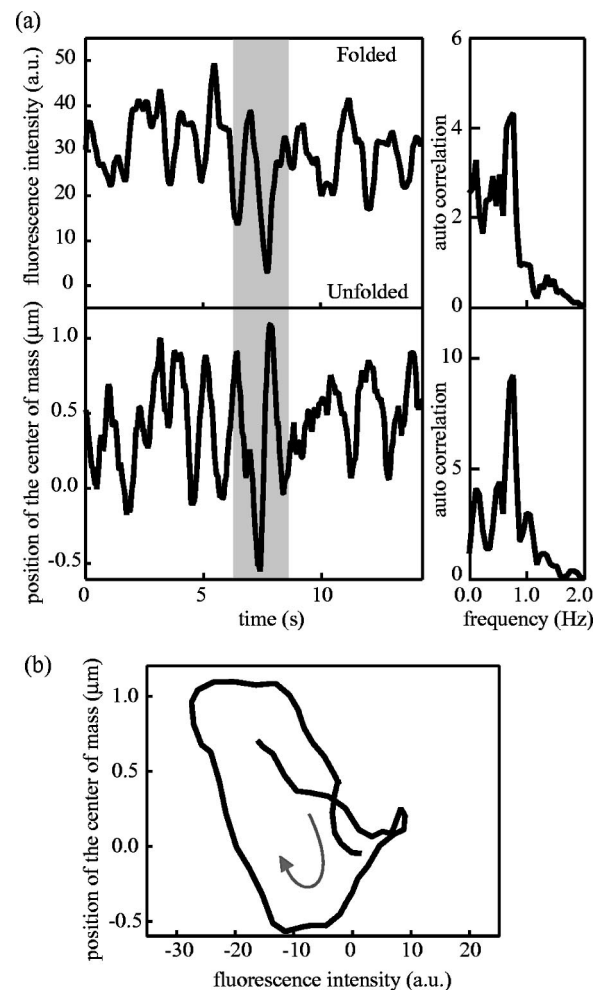 (a)
Folded
fluorescence intensity (a.u.)
50
40
30
20
10
0
auto correlation
6
4
2
0
Unfolded
position of the center of mass (μm)
1.0
0.5
0.0
-0.5
0 5 10
time (s)
auto correlation
10
5
0
0.0 1.0 2.0
frequency (Hz)
(b)
position of the center of mass (μm)
1.0
0.5
0.0
-0.5
-30 -20 -10 0 10 20
fluorescence intensity (a.u.)